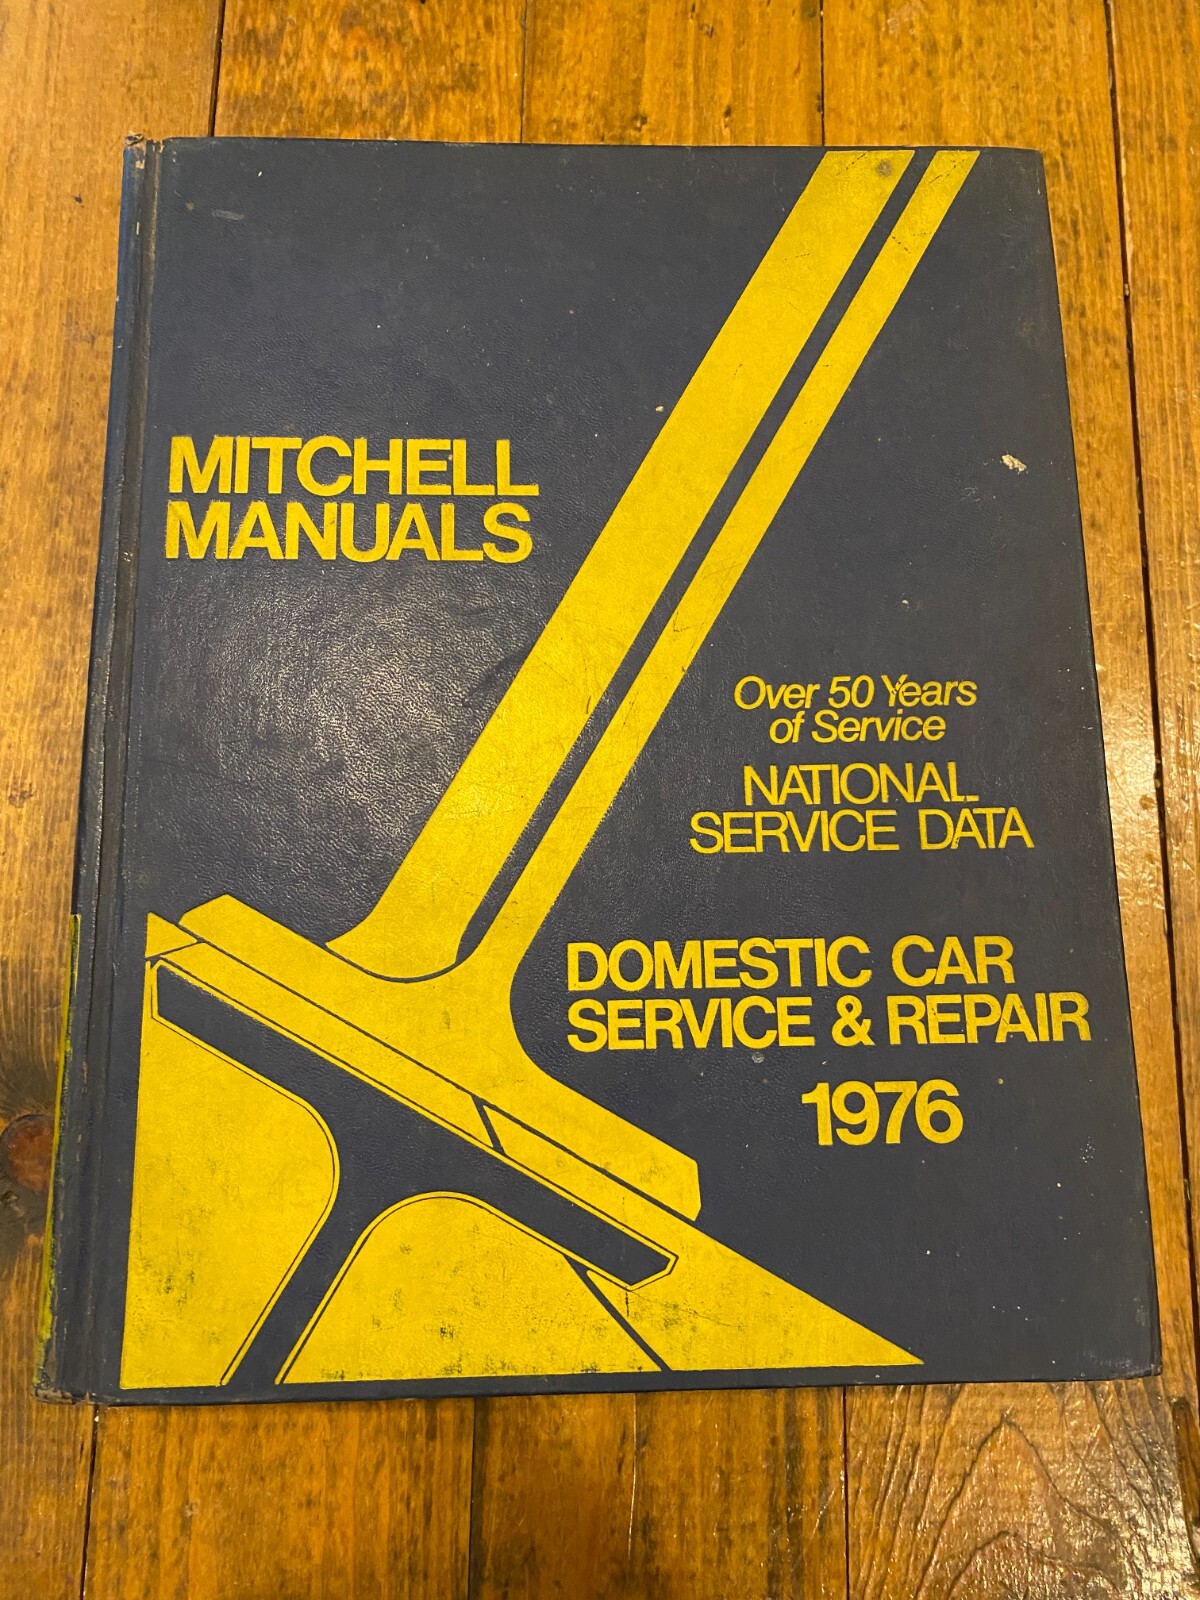 MITCHELL
MANUALS
Over 50 Years
of Service
NATIONAL
SERVICE DATA
DOMESTIC CAR
SERVICE & REPAIR
1976